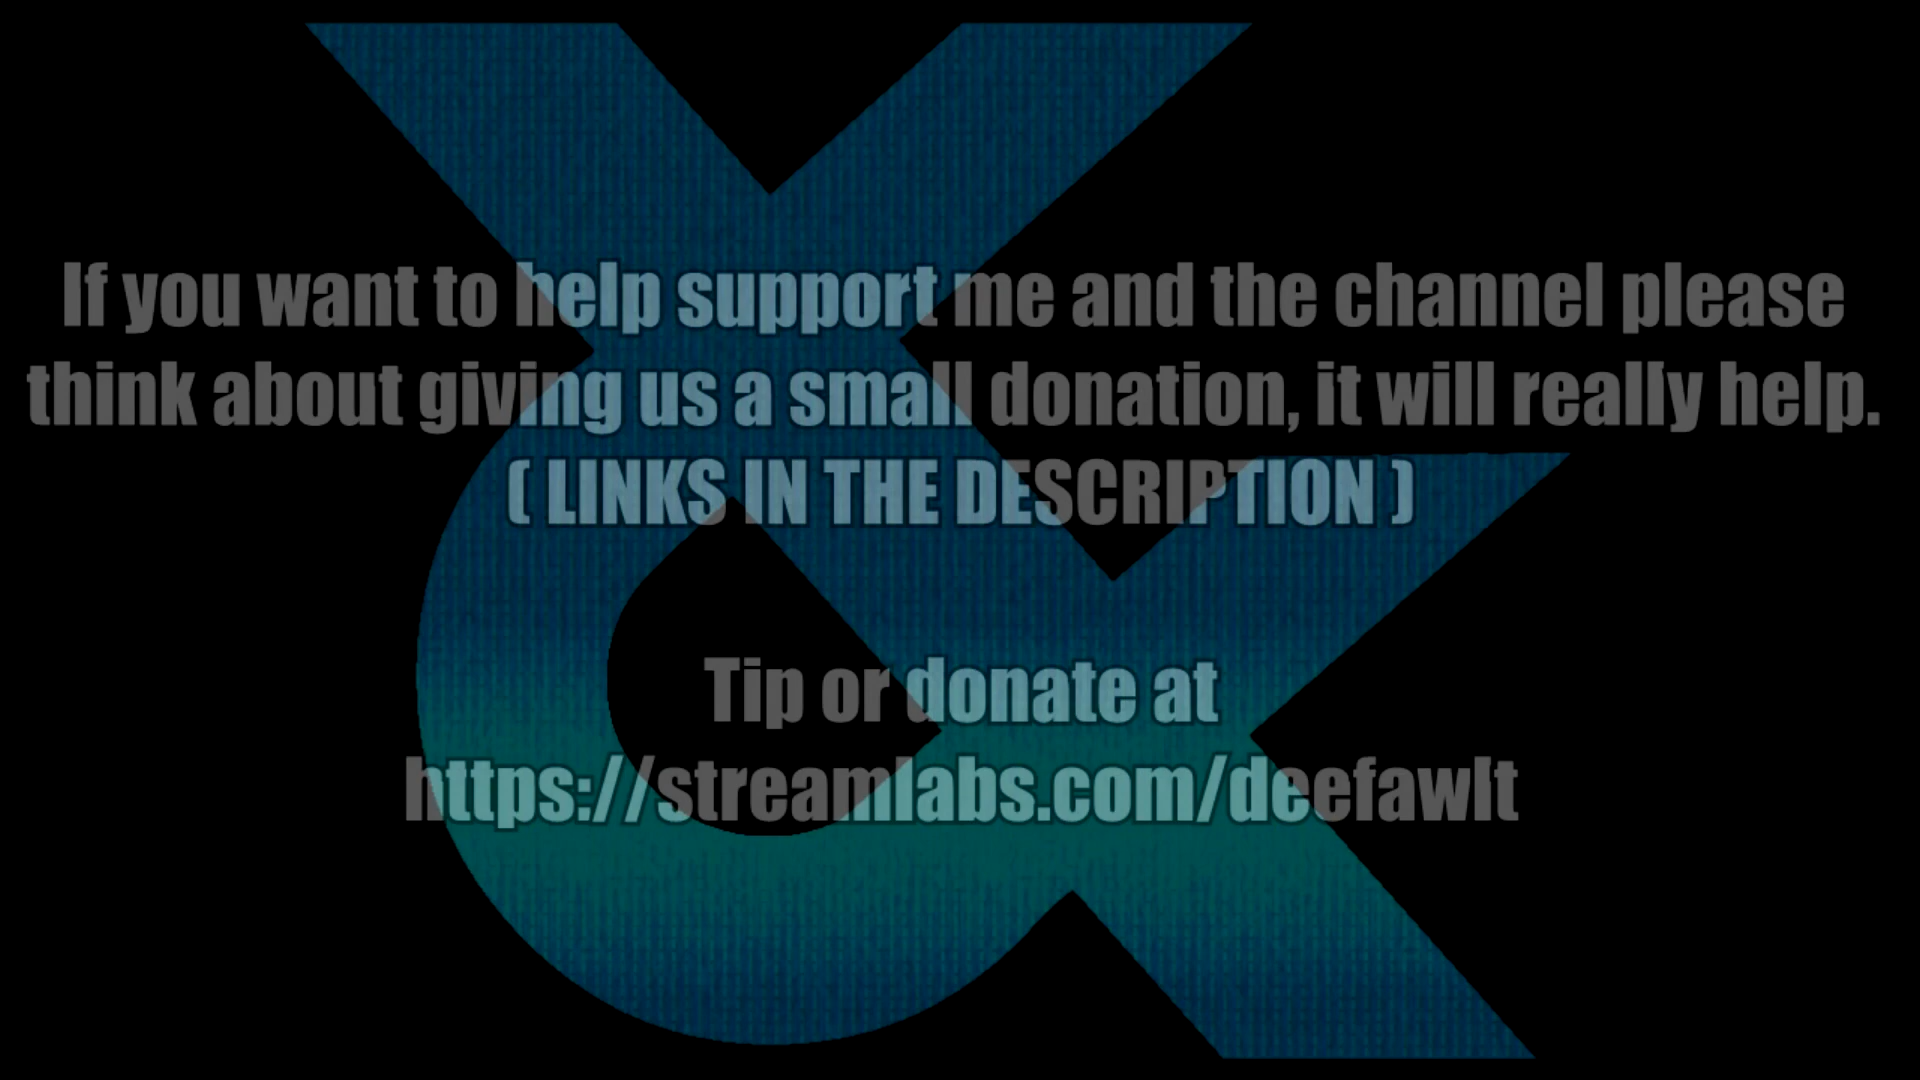 If you want to help support me and the channel please
think about giving us a small donation, it will really help.
( LINKS IN THE DESCRIPTION )
Tip or donate at
https://streamlabs.com/deefawlt